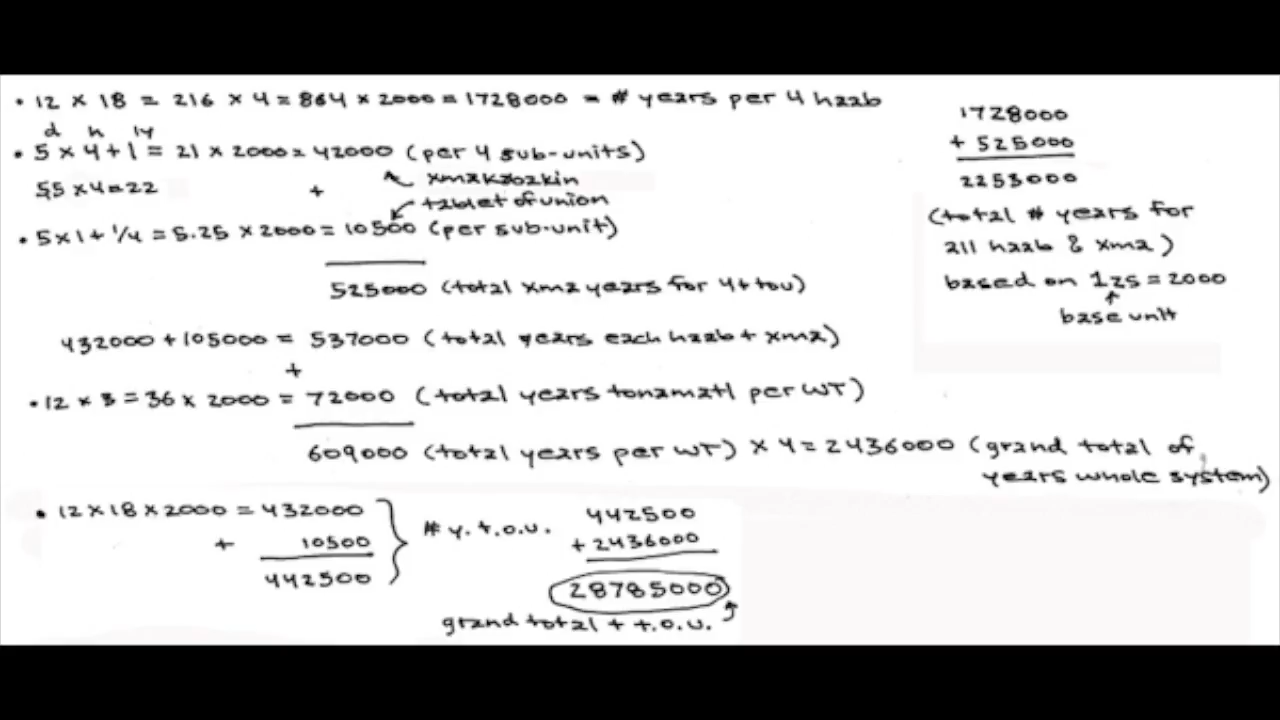 • 12 × 18 = 216 × 4 = 864 × 2000 = 1728000 = # years per 4 haab
d h 1y
• 5 × 4 + 1 = 21 × 2000 = 42000 (per 4 sub-units)
55 × 4 = 22
+ xmakabakin
tablet of union
• 5 × 1 + 1/4 = 5.25 × 2000 = 10500 (per sub-unit)
525000 (total xma years for 4 + tou)
432000 + 105000 = 537000 (total years each haab + xma)
+
• 12 × 3 = 36 × 2000 = 72000 (total years tonamatl per WT)
609000 (total years per WT) × 4 = 2436000 (grand total of
years whole system)
• 12 × 18 × 2000 = 432000
+ 10500
442500
# y. t.o.u.
442500
+ 2436000
28785000
grand total + t.o.u.
1728000
+ 525000
2253000
(total # years for
all haab & xma)
based on 1 = 2000
base unit